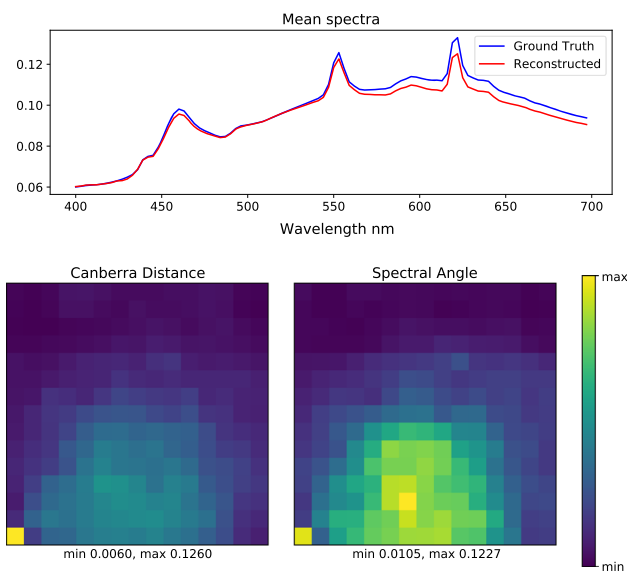 Mean spectra
Ground Truth
Reconstructed
0.12
0.10
0.08
0.06
400 450 500 550 600 650 700
Wavelength nm
Canberra Distance
Spectral Angle
max
min
min 0.0060, max 0.1260
min 0.0105, max 0.1227